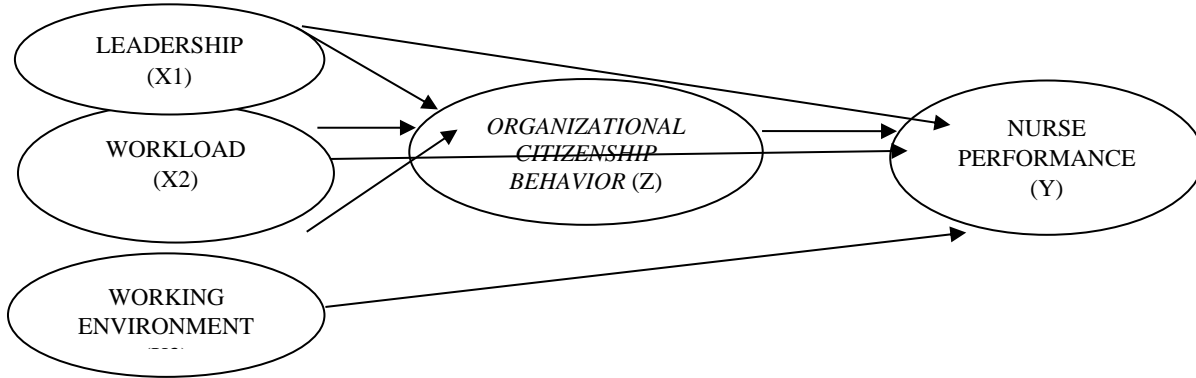 LEADERSHIP
(X1)
WORKLOAD
(X2)
WORKING
ENVIRONMENT
ORGANIZATIONAL
CITIZENSHIP
BEHAVIOR (Z)
NURSE
PERFORMANCE
(Y)